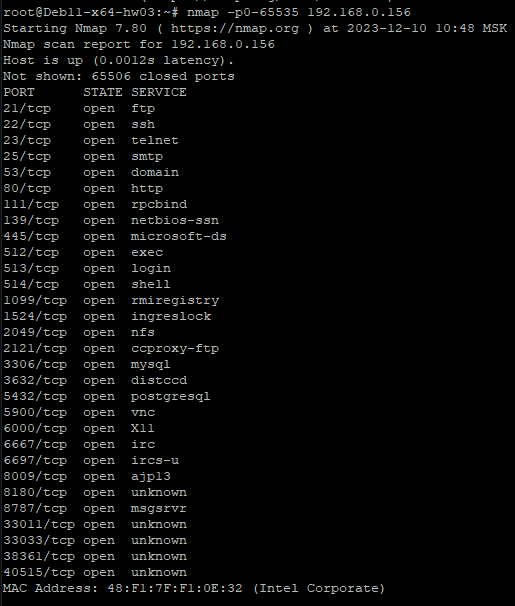 root@Deb11-x64-hw03:~# nmap -p0-65535 192.168.0.156
Starting Nmap 7.80 ( https://nmap.org ) at 2023-12-10 10:48 MSK
Nmap scan report for 192.168.0.156
Host is up (0.0012s latency).
Not shown: 65506 closed ports
PORT      STATE SERVICE
21/tcp    open  ftp
22/tcp    open  ssh
23/tcp    open  telnet
25/tcp    open  smtp
53/tcp    open  domain
80/tcp    open  http
111/tcp   open  rpcbind
139/tcp   open  netbios-ssn
445/tcp   open  microsoft-ds
512/tcp   open  exec
513/tcp   open  login
514/tcp   open  shell
1099/tcp  open  rmiregistry
1524/tcp  open  ingreslock
2049/tcp  open  nfs
2121/tcp  open  ccproxy-ftp
3306/tcp  open  mysql
3632/tcp  open  distccd
5432/tcp  open  postgresql
5900/tcp  open  vnc
6000/tcp  open  X11
6667/tcp  open  irc
6697/tcp  open  ircs-u
8009/tcp  open  ajp13
8180/tcp  open  unknown
8787/tcp  open  msgsrvr
33011/tcp open  unknown
33033/tcp open  unknown
38361/tcp open  unknown
40515/tcp open  unknown
MAC Address: 48:F1:7F:F1:0E:32 (Intel Corporate)